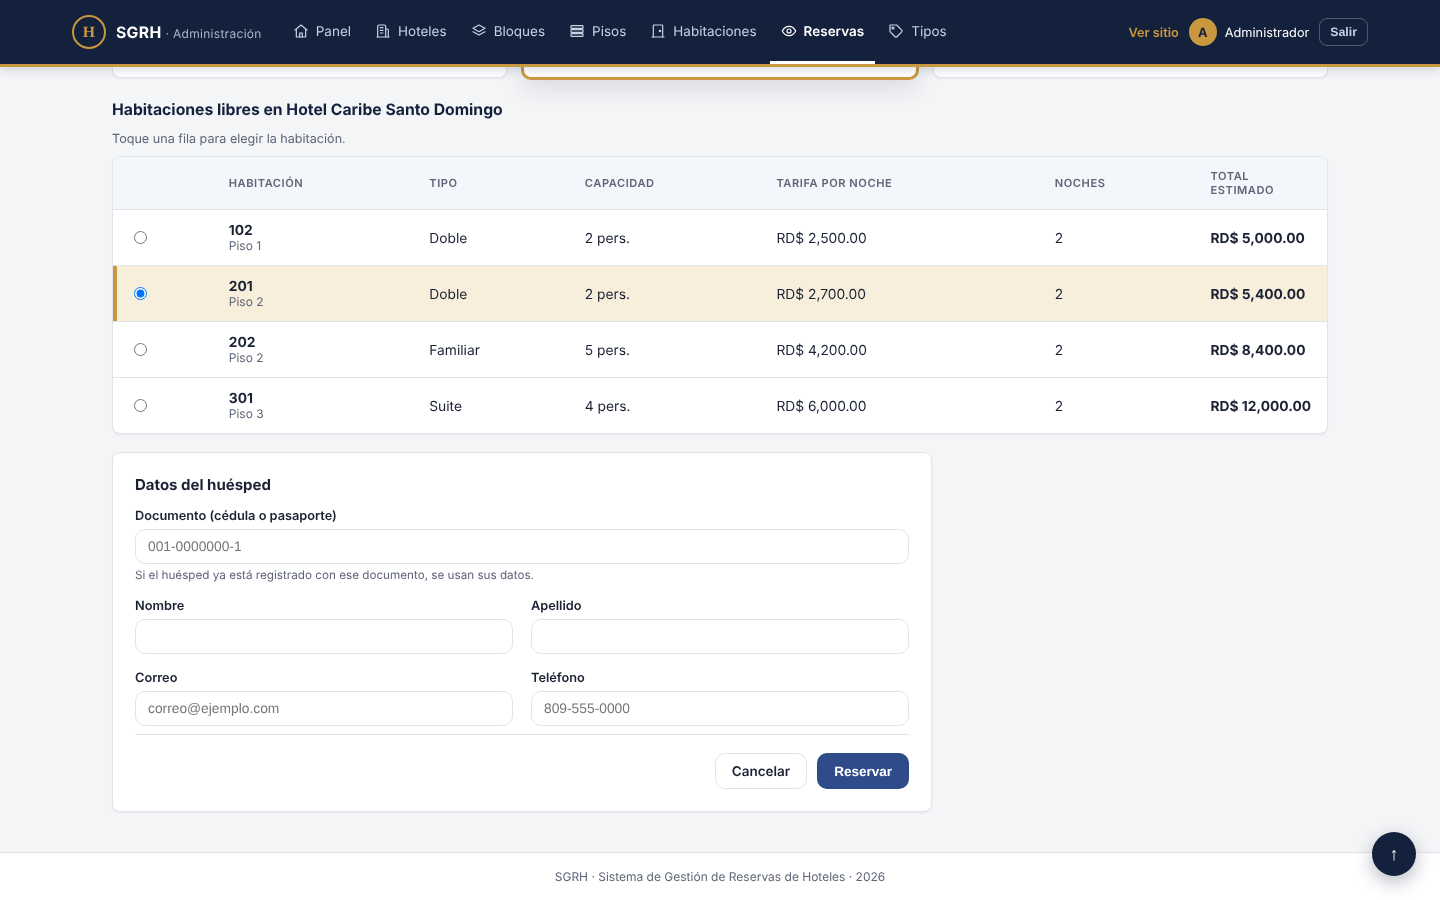 H SGRH · Administración Panel Hoteles Bloques Pisos Habitaciones Reservas Tipos Ver sitio A Administrador Salir
Habitaciones libres en Hotel Caribe Santo Domingo
Toque una fila para elegir la habitación.
HABITACIÓN TIPO CAPACIDAD TARIFA POR NOCHE NOCHES TOTAL ESTIMADO
102 Doble 2 pers. RD$ 2,500.00 2 RD$ 5,000.00
Piso 1
201 Doble 2 pers. RD$ 2,700.00 2 RD$ 5,400.00
Piso 2
202 Familiar 5 pers. RD$ 4,200.00 2 RD$ 8,400.00
Piso 2
301 Suite 4 pers. RD$ 6,000.00 2 RD$ 12,000.00
Piso 3
Datos del huésped
Documento (cédula o pasaporte)
001-0000000-1
Si el huésped ya está registrado con ese documento, se usan sus datos.
Nombre Apellido
Correo Teléfono
correo@ejemplo.com 809-555-0000
Cancelar Reservar
↑
SGRH · Sistema de Gestión de Reservas de Hoteles · 2026